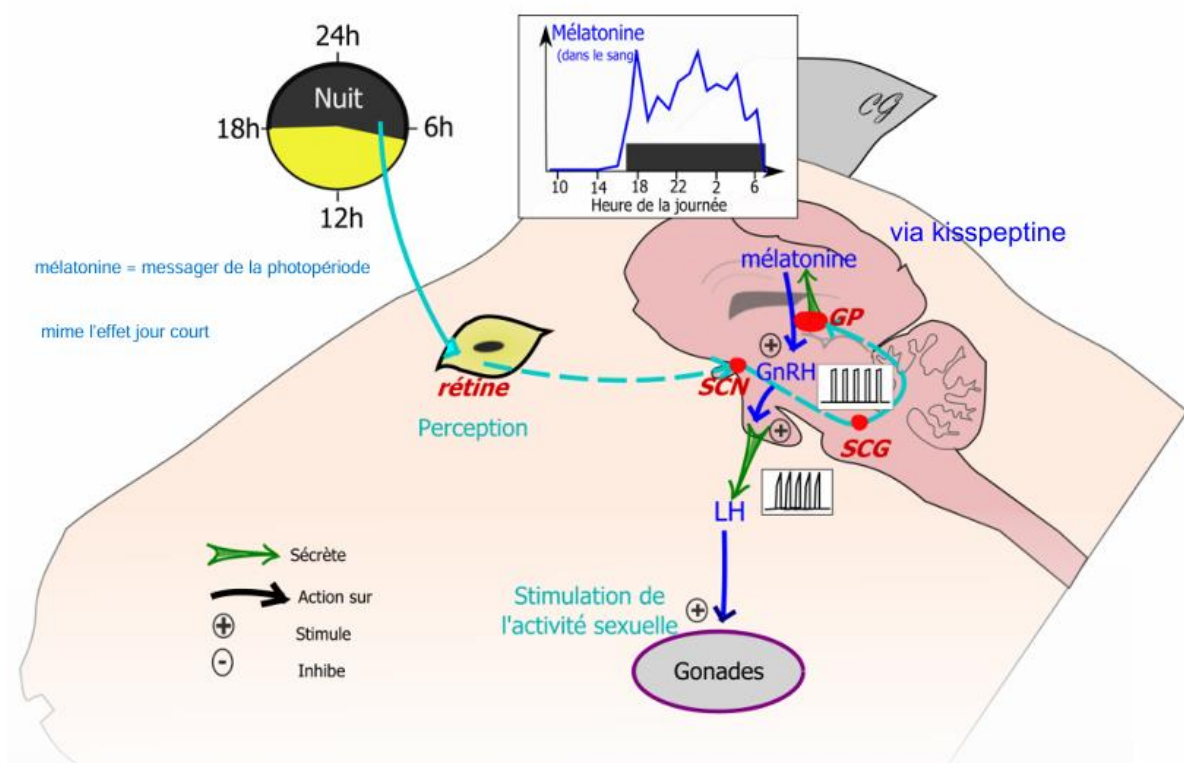 24h
Nuit
18h
6h
12h
Mélatonine
(dans le sang)
10 14 18 22 2 6
Heure de la journée
CG
mélatonine = messager de la photopériode
mime l'effet jour court
via kisspeptine
mélatonine
GP
rétine
Perception
SCN
GnRH
SCG
LH
Sécrète
Action sur
Stimule
Inhibe
Stimulation de
l'activité sexuelle
Gonades